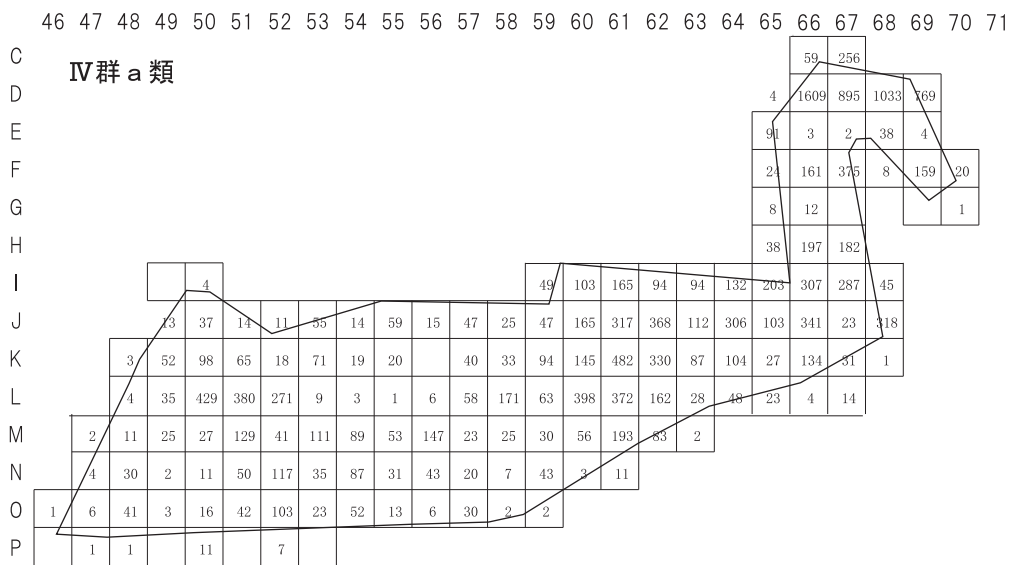 46 47 48 49 50 51 52 53 54 55 56 57 58 59 60 61 62 63 64 65 66 67 68 69 70 71
C 59 256
Ⅳ群a類
D 4 1609 895 1033 769
E 91 3 2 38 4
F 24 161 375 8 159 20
G 8 12 1
H 38 197 182
I 4 49 103 165 94 94 132 203 307 287 45
J 13 37 14 11 55 14 59 15 47 25 47 165 317 368 112 306 103 341 23 318
K 3 52 98 65 18 71 19 20 40 33 94 145 482 330 87 104 27 134 31 1
L 4 35 429 380 271 9 3 1 6 58 171 63 398 372 162 28 48 23 4 14
M 2 11 25 27 129 41 111 89 53 147 23 25 30 56 193 83 2
N 4 30 2 11 50 117 35 87 31 43 20 7 43 3 11
O 1 6 41 3 16 42 103 23 52 13 6 30 2 2
P 1 1 11 7